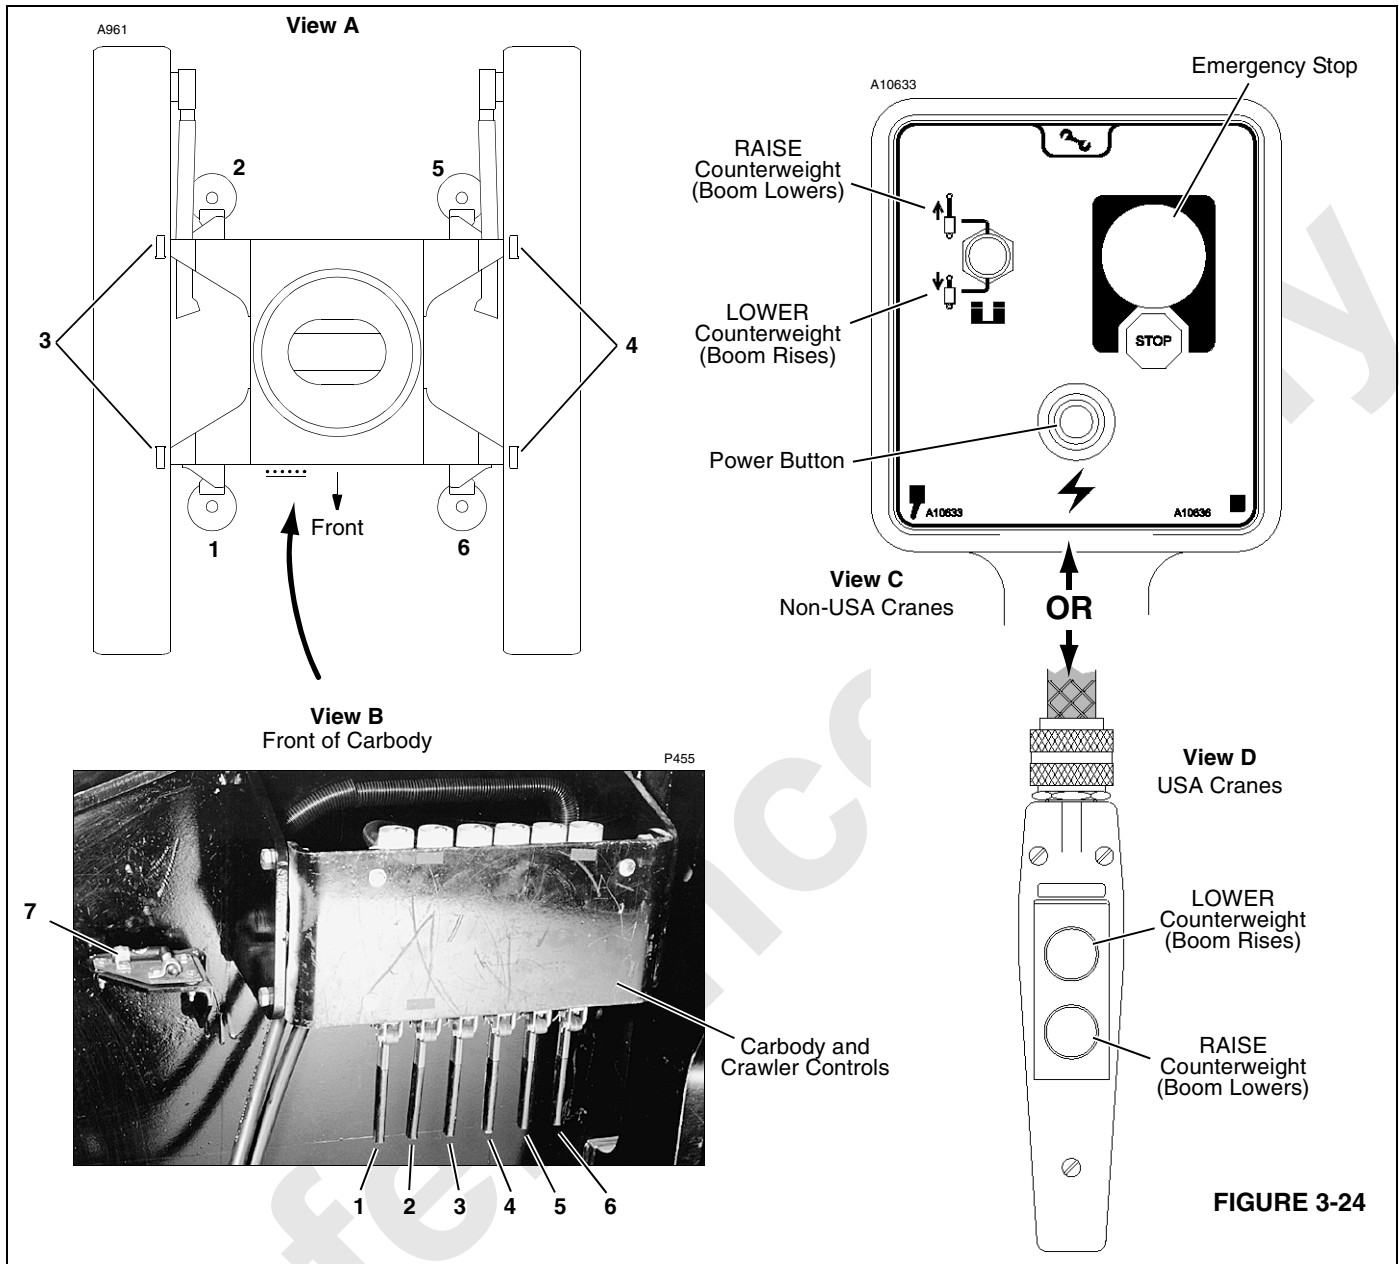 A961
View A
2
5
3
4
1
6
Front
View B
Front of Carbody
P455
7
Carbody and
Crawler Controls
1
2
3
4
5
6
A10633
Emergency Stop
RAISE
Counterweight
(Boom Lowers)
LOWER
Counterweight
(Boom Rises)
STOP
Power Button
A10633
A10636
View C
Non-USA Cranes
OR
View D
USA Cranes
LOWER
Counterweight
(Boom Rises)
RAISE
Counterweight
(Boom Lowers)
FIGURE 3-24